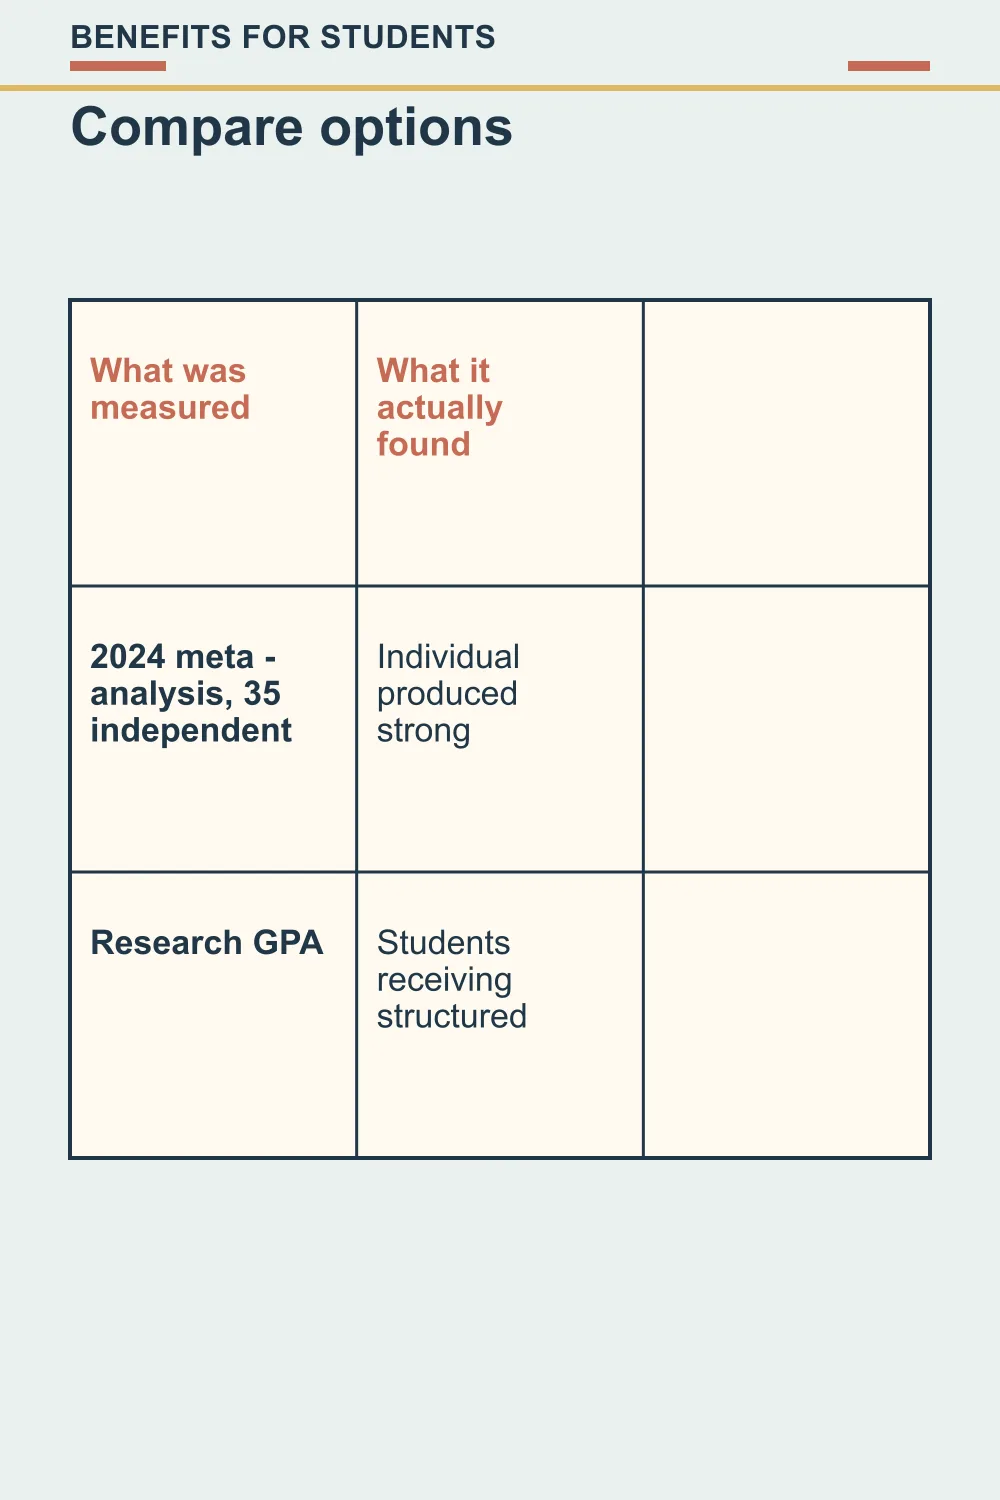 BENEFITS FOR STUDENTS
Compare options
What was
measured
What it
actually
found
2024 meta -
analysis, 35
independent
Individual
produced
strong
Research GPA
Students
receiving
structured